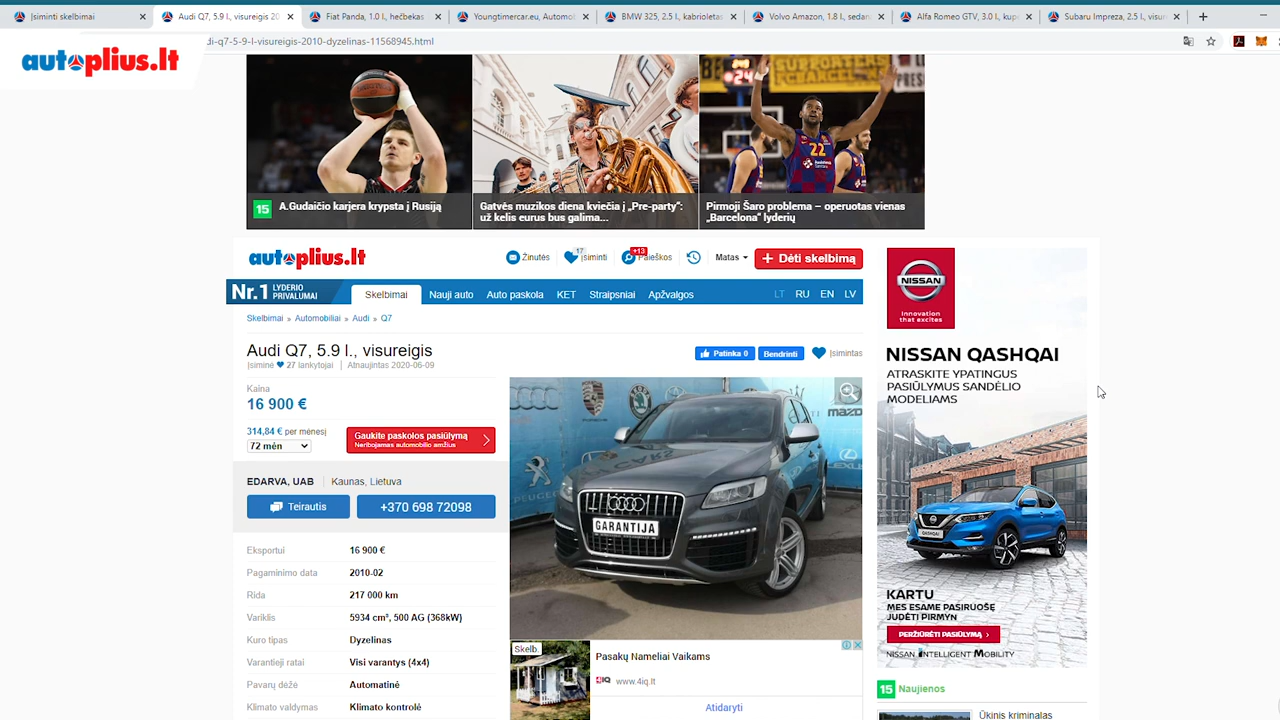 Įsiminti skelbimai
Audi Q7, 5.9 l., visureigis 20
Fiat Panda, 1.0 l., hečbekas
Youngtimercar.eu, Automob
BMW 325, 2.5 l., kabrioletas
Volvo Amazon, 1.8 l., sedan
Alfa Romeo GTV, 3.0 l., kup
Subaru Impreza, 2.5 l., visur
di-q7-5-9-l-visureigis-2010-dyzelinas-11568945.html
autoplius.lt
SUPPORTERS
24
22
15
A.Gudaičio karjera krypsta į Rusiją
Gatvės muzikos diena kviečia į „Pre-party“:
už kelis eurus bus galima...
Pirmoji Šaro problema – operuotas vienas
„Barcelona“ lyderių
autoplius.lt
Žinutės
17
Įsiminti
+13
Paieškos
Matas
+ Dėti skelbimą
Nr.1 LYDERIO
PRIVALUMAI
Skelbimai
Nauji auto
Auto paskola
KET
Straipsniai
Apžvalgos
LT
RU
EN
LV
Skelbimai » Automobiliai » Audi » Q7
Audi Q7, 5.9 l., visureigis
Įsiminė 27 lankytojai | Atnaujintas 2020-06-09
Patinka 0
Bendrinti
Įsimintas
Kaina
16 900 €
314,84 € per mėnesį
72 mėn
Gaukite paskolos pasiūlymą
Neribojamas automobilio amžius
EDARVA, UAB | Kaunas, Lietuva
Teirautis
+370 698 72098
Eksportui 16 900 €
Pagaminimo data 2010-02
Rida 217 000 km
Variklis 5934 cm³, 500 AG (368kW)
Kuro tipas Dyzelinas
Varantieji ratai Visi varantys (4x4)
Pavarų dėžė Automatinė
Klimato valdymas Klimato kontrolė
PEUGEOT
MAZDA
LEXUS
GARANTIJA
Skelb.
Pasakų Nameliai Vaikams
4IQ
www.4iq.lt
Atidaryti
NISSAN
Innovation
that excites
NISSAN QASHQAI
ATRASKITE YPATINGUS
PASIŪLYMUS SANDĖLIO
MODELIAMS
QASHQAI
KARTU
MES ESAME PASIRUOŠĘ
JUDĖTI PIRMYN
PERŽIŪRĖTI PASIŪLYMĄ ›
NISSAN INTELLIGENT MOBILITY
15 Naujienos
Ūkinis kriminalas